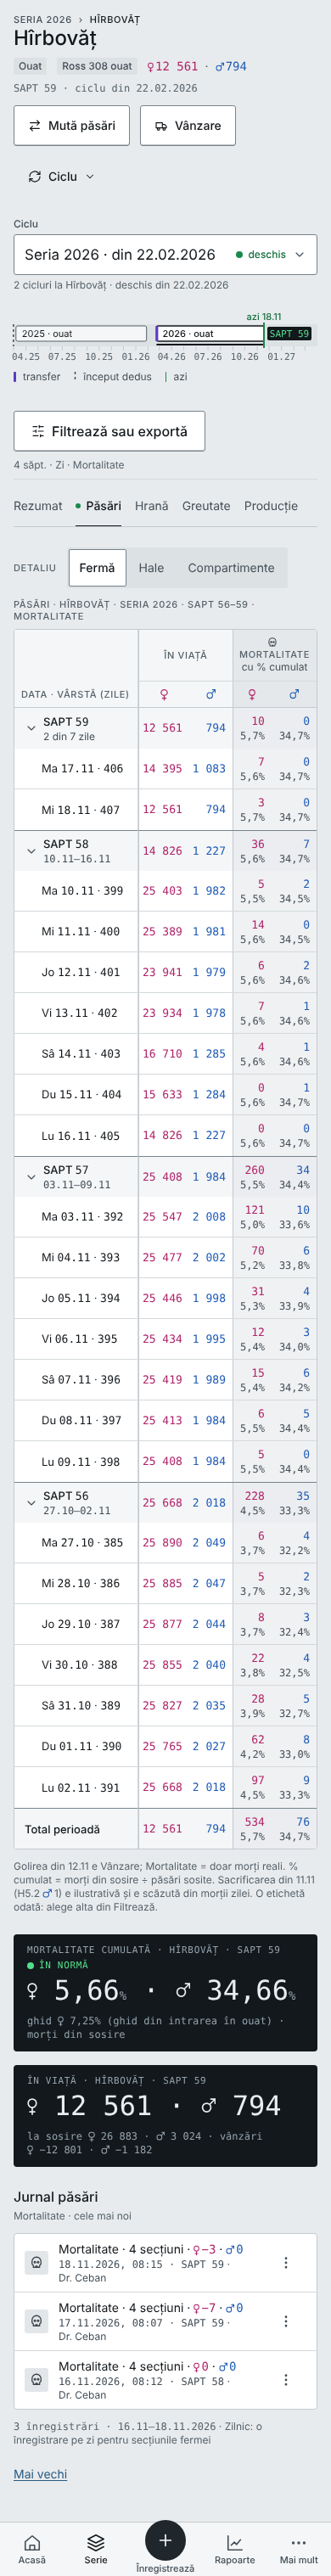 SERIA 2026 › HÎRBOVĂȚ
Hîrbovăț
Ouat Ross 308 ouat ♀12 561 · ♂794
SAPT 59 · ciclu din 22.02.2026
Mută păsări Vânzare
Ciclu
Ciclu
Seria 2026 · din 22.02.2026 deschis
2 cicluri la Hîrbovăț · deschis din 22.02.2026
azi 18.11
2025 · ouat 2026 · ouat SAPT 59
04.25 07.25 10.25 01.26 04.26 07.26 10.26 01.27
transfer început dedus azi
Filtrează sau exportă
4 săpt. · Zi · Mortalitate
Rezumat Păsări Hrană Greutate Producție
DETALIU Fermă Hale Compartimente
PĂSĂRI · HÎRBOVĂȚ · SERIA 2026 · SAPT 56–59 ·
MORTALITATE
DATA · VÂRSTĂ (ZILE) ÎN VIAȚĂ MORTALITATE
cu % cumulat
♀ ♂ ♀ ♂
SAPT 59 12 561 794 10 0
2 din 7 zile 5,7% 34,7%
Ma 17.11 · 406 14 395 1 083 7 0
5,6% 34,7%
Mi 18.11 · 407 12 561 794 3 0
5,7% 34,7%
SAPT 58 14 826 1 227 36 7
10.11–16.11 5,6% 34,7%
Ma 10.11 · 399 25 403 1 982 5 2
5,5% 34,5%
Mi 11.11 · 400 25 389 1 981 14 0
5,6% 34,5%
Jo 12.11 · 401 23 941 1 979 6 2
5,6% 34,6%
Vi 13.11 · 402 23 934 1 978 7 1
5,6% 34,6%
Sâ 14.11 · 403 16 710 1 285 4 1
5,6% 34,6%
Du 15.11 · 404 15 633 1 284 0 1
5,6% 34,7%
Lu 16.11 · 405 14 826 1 227 0 0
5,6% 34,7%
SAPT 57 25 408 1 984 260 34
03.11–09.11 5,5% 34,4%
Ma 03.11 · 392 25 547 2 008 121 10
5,0% 33,6%
Mi 04.11 · 393 25 477 2 002 70 6
5,2% 33,8%
Jo 05.11 · 394 25 446 1 998 31 4
5,3% 33,9%
Vi 06.11 · 395 25 434 1 995 12 3
5,4% 34,0%
Sâ 07.11 · 396 25 419 1 989 15 6
5,4% 34,2%
Du 08.11 · 397 25 413 1 984 6 5
5,5% 34,4%
Lu 09.11 · 398 25 408 1 984 5 0
5,5% 34,4%
SAPT 56 25 668 2 018 228 35
27.10–02.11 4,5% 33,3%
Ma 27.10 · 385 25 890 2 049 6 4
3,7% 32,2%
Mi 28.10 · 386 25 885 2 047 5 2
3,7% 32,3%
Jo 29.10 · 387 25 877 2 044 8 3
3,7% 32,4%
Vi 30.10 · 388 25 855 2 040 22 4
3,8% 32,5%
Sâ 31.10 · 389 25 827 2 035 28 5
3,9% 32,7%
Du 01.11 · 390 25 765 2 027 62 8
4,2% 33,0%
Lu 02.11 · 391 25 668 2 018 97 9
4,5% 33,3%
Total perioadă 12 561 794 534 76
5,7% 34,7%
Golirea din 12.11 e Vânzare; Mortalitate = doar morți reali. %
cumulat = morți din sosire ÷ păsări sosite. Sacrificarea din 11.11
(H5.2 ♂ 1) e ilustrativă și e scăzută din morții zilei. O etichetă
odată: alege alta din Filtrează.
MORTALITATE CUMULATĂ · HÎRBOVĂȚ · SAPT 59
ÎN NORMĂ
♀ 5,66% · ♂ 34,66%
ghid ♀ 7,25% (ghid din intrarea în ouat) ·
morți din sosire
ÎN VIAȚĂ · HÎRBOVĂȚ · SAPT 59
♀ 12 561 · ♂ 794
la sosire ♀ 26 883 · ♂ 3 024 · vânzări
♀ −12 801 · ♂ −1 182
Jurnal păsări
Mortalitate · cele mai noi
Mortalitate · 4 secțiuni · ♀−3 · ♂0
18.11.2026, 08:15 · SAPT 59 ·
Dr. Ceban
Mortalitate · 4 secțiuni · ♀−7 · ♂0
17.11.2026, 08:07 · SAPT 59 ·
Dr. Ceban
Mortalitate · 4 secțiuni · ♀0 · ♂0
16.11.2026, 08:12 · SAPT 58 ·
Dr. Ceban
3 înregistrări · 16.11–18.11.2026 · Zilnic: o
înregistrare pe zi pentru secțiunile fermei
Mai vechi
Acasă Serie Înregistrează Rapoarte Mai mult